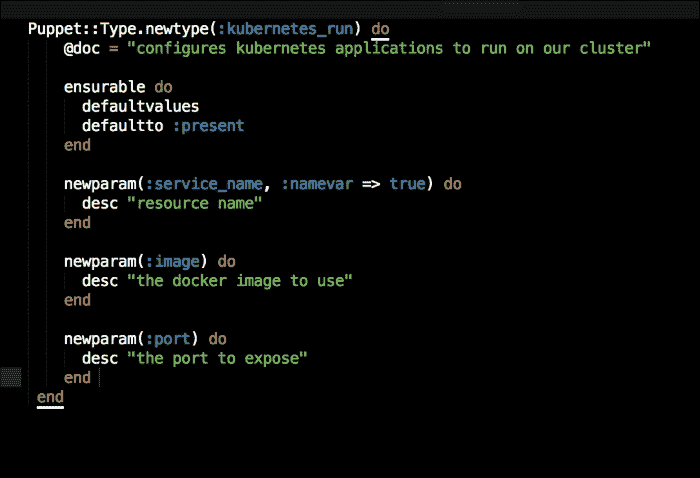 Puppet::Type.newtype(:kubernetes_run) do
@doc = "configures kubernetes applications to run on our cluster"
ensurable do
defaultvalues
defaultto :present
end
newparam(:service_name, :namevar => true) do
desc "resource name"
end
newparam(:image) do
desc "the docker image to use"
end
newparam(:port) do
desc "the port to expose"
end
end